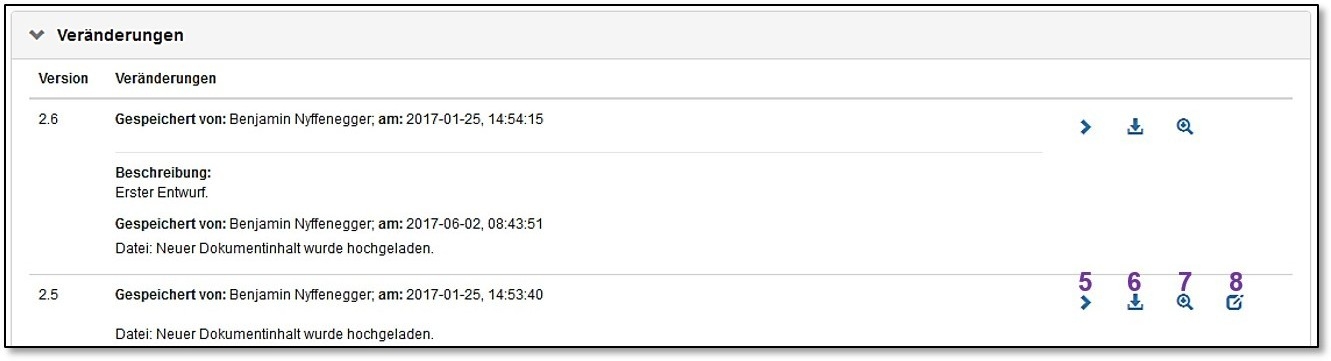 Veränderungen
Version Veränderungen
2.6 Gespeichert von: Benjamin Nyffenegger; am: 2017-01-25, 14:54:15
Beschreibung:
Erster Entwurf.
Gespeichert von: Benjamin Nyffenegger; am: 2017-06-02, 08:43:51
Datei: Neuer Dokumentinhalt wurde hochgeladen.
5 6 7 8
2.5 Gespeichert von: Benjamin Nyffenegger; am: 2017-01-25, 14:53:40
Datei: Neuer Dokumentinhalt wurde hochgeladen.